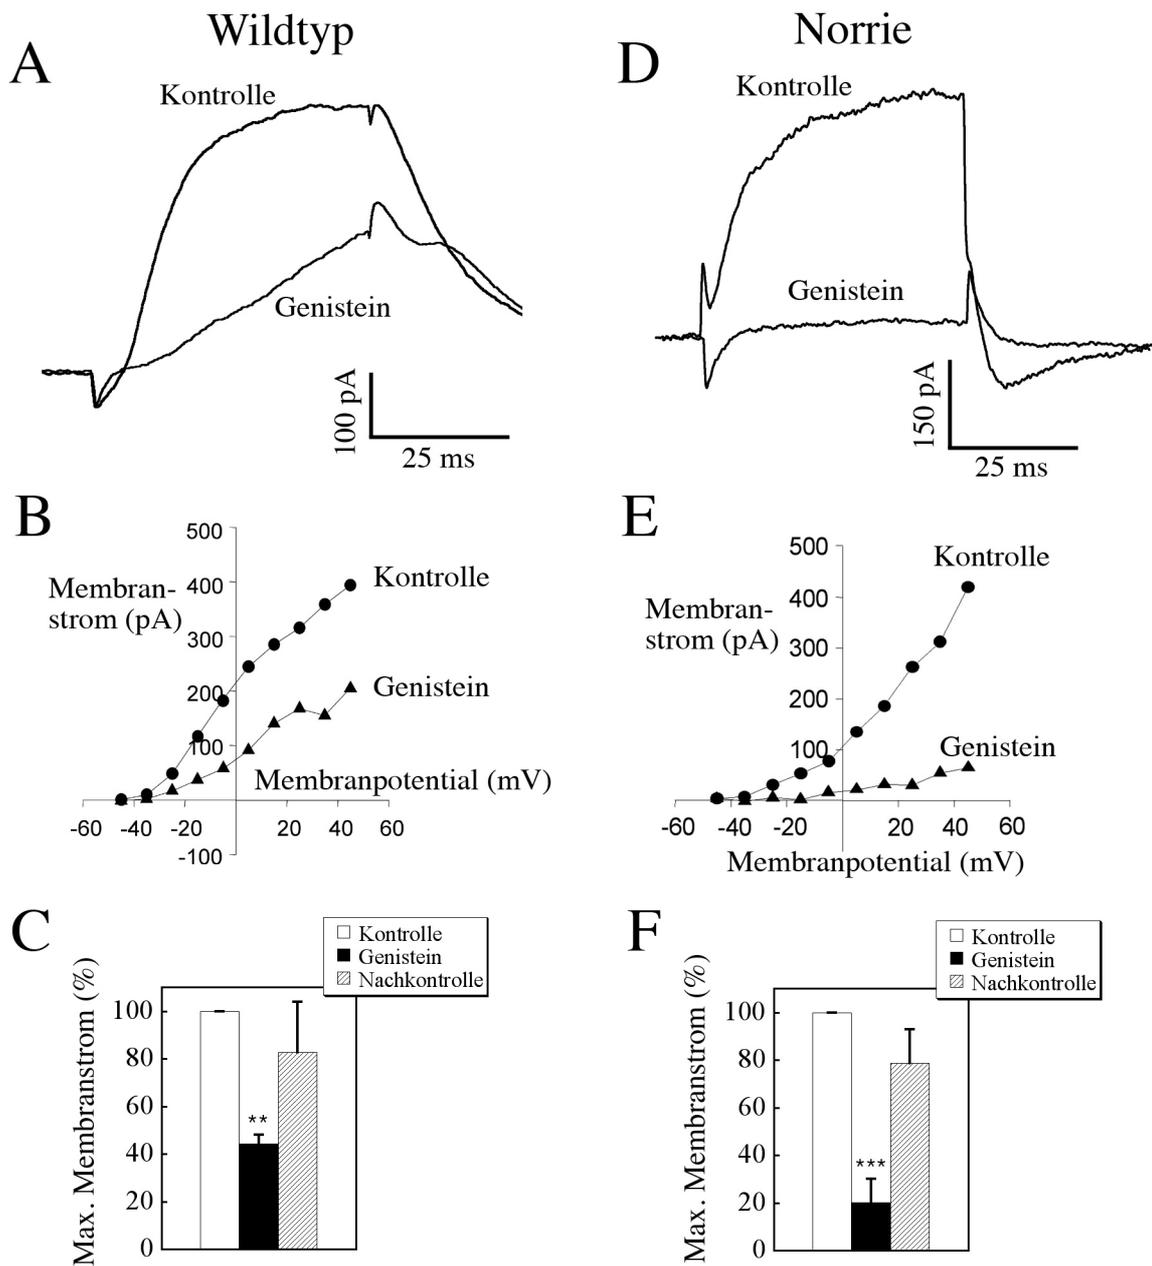 Wildtyp
Norrie
A
Kontrolle
Genistein
100 pA
25 ms
D
Kontrolle
Genistein
150 pA
25 ms
B
Membran-
strom (pA)
500
400
300
200
100
-100
Kontrolle
Genistein
Membranpotential (mV)
-60 -40 -20 20 40 60
E
Membran-
strom (pA)
500
400
300
200
100
Kontrolle
Genistein
-60 -40 -20 20 40 60
Membranpotential (mV)
C
Kontrolle
Genistein
Nachkontrolle
Max. Membranstrom (%)
100
80
60
40
20
0
**
F
Kontrolle
Genistein
Nachkontrolle
Max. Membranstrom (%)
100
80
60
40
20
0
***